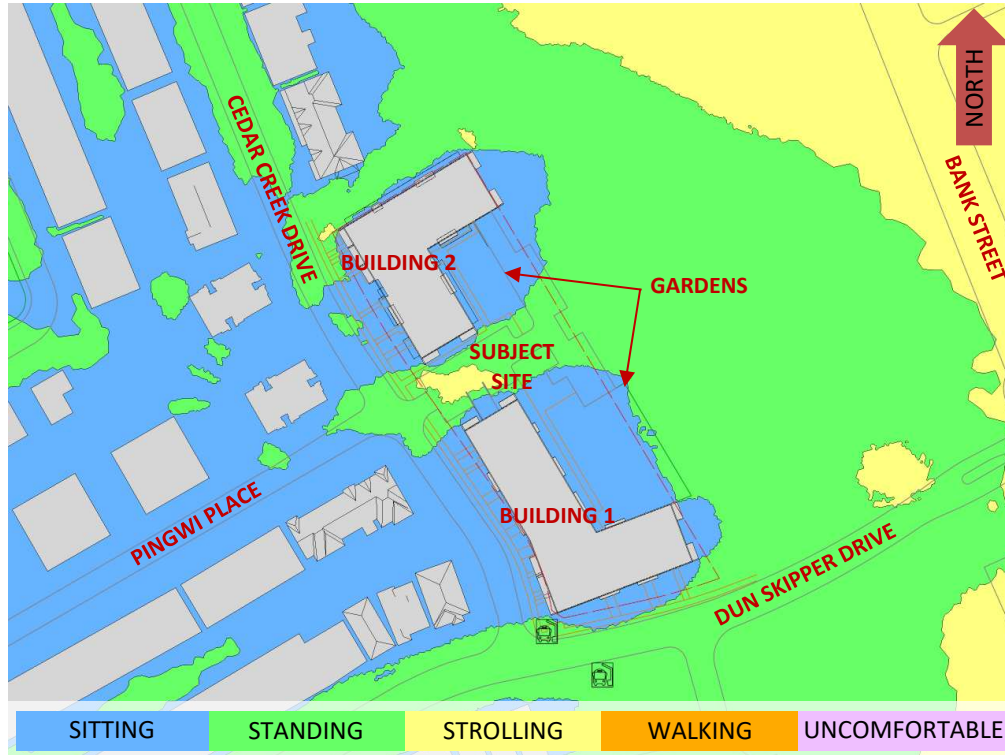 NORTH
CEDAR CREEK DRIVE
BANK STREET
BUILDING 2
GARDENS
SUBJECT
SITE
BUILDING 1
PINGWI PLACE
DUN SKIPPER DRIVE
SITTING
STANDING
STROLLING
WALKING
UNCOMFORTABLE